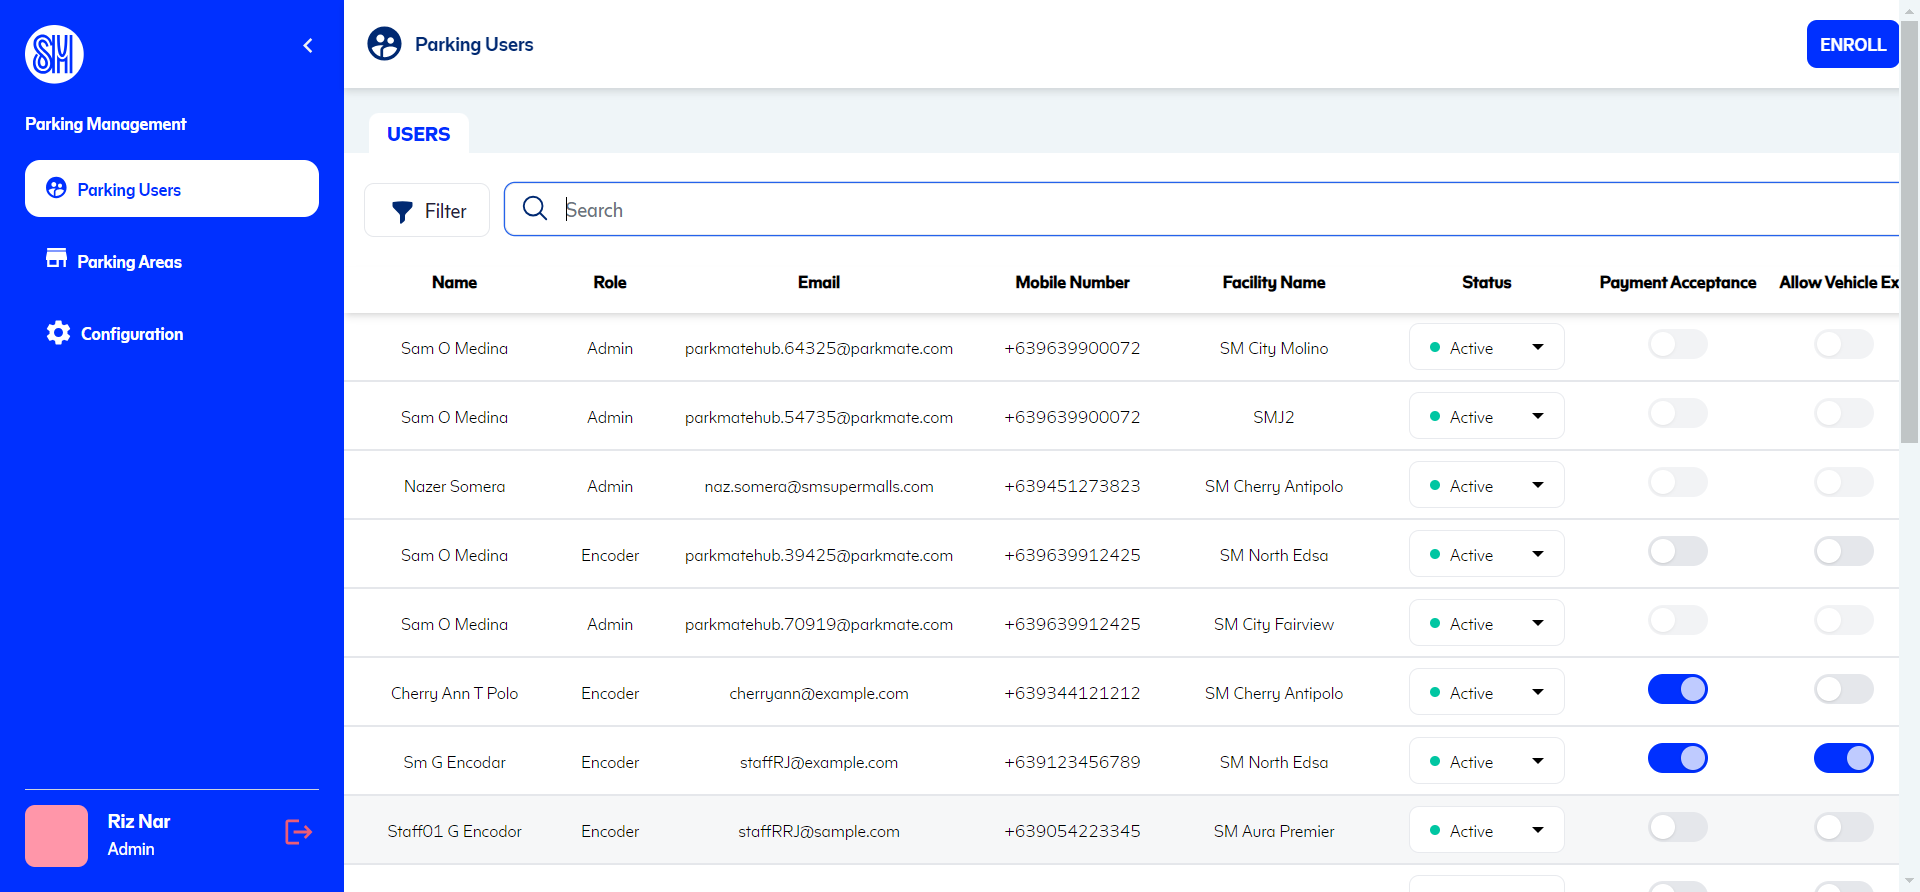 SM
Parking Management
Parking Users
Parking Areas
Configuration
Riz Nar
Admin
Parking Users
ENROLL
USERS
Filter
Search
Name Role Email Mobile Number Facility Name Status Payment Acceptance Allow Vehicle Ex
Sam O Medina Admin parkmatehub.64325@parkmate.com +639639900072 SM City Molino Active
Sam O Medina Admin parkmatehub.54735@parkmate.com +639639900072 SMJ2 Active
Nazer Somera Admin naz.somera@smsupermalls.com +639451273823 SM Cherry Antipolo Active
Sam O Medina Encoder parkmatehub.39425@parkmate.com +639639912425 SM North Edsa Active
Sam O Medina Admin parkmatehub.70919@parkmate.com +639639912425 SM City Fairview Active
Cherry Ann T Polo Encoder cherryann@example.com +639344121212 SM Cherry Antipolo Active
Sm G Encodar Encoder staffRJ@example.com +639123456789 SM North Edsa Active
Staff01 G Encodor Encoder staffRRJ@sample.com +639054223345 SM Aura Premier Active